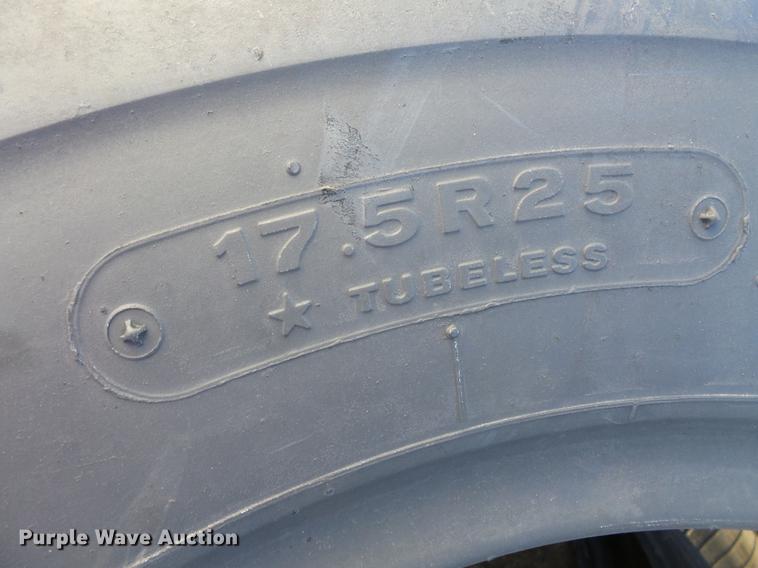 17.5R25
★ TUBELESS
Purple Wave Auction